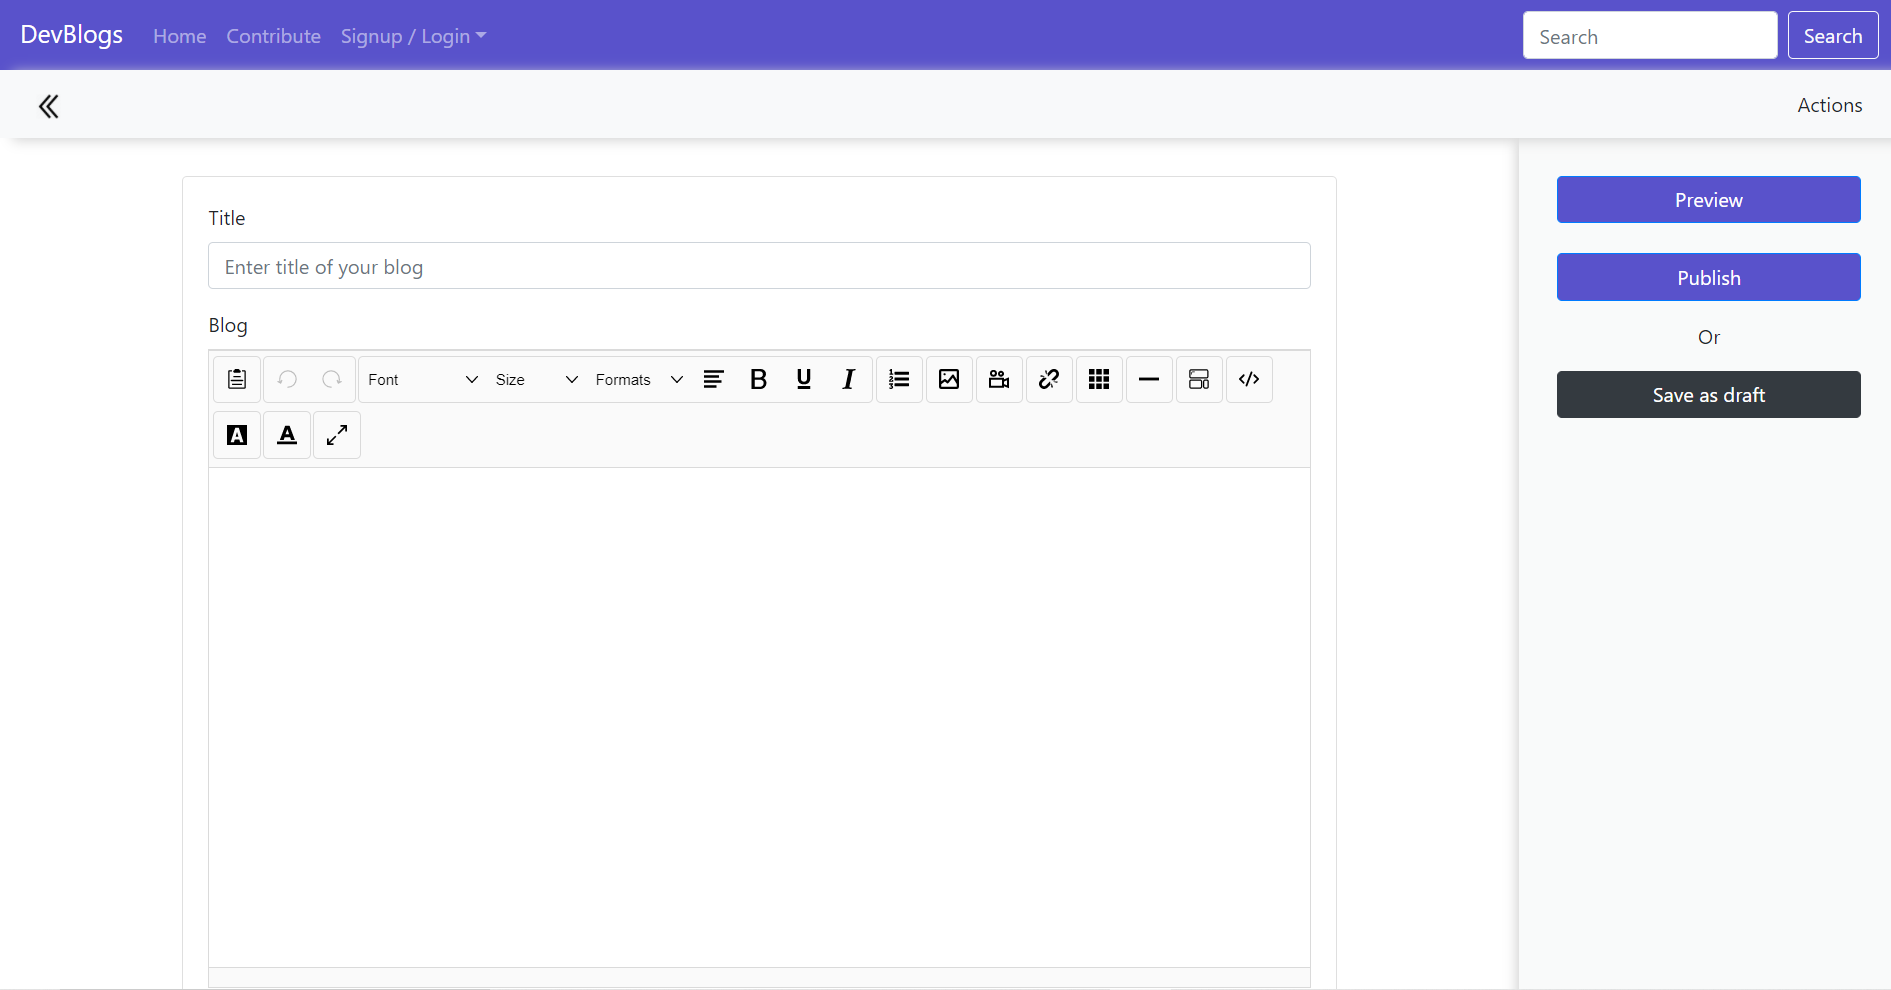 DevBlogs Home Contribute Signup / Login Search Search
Actions
Title
Enter title of your blog
Blog
Font Size Formats B U I
A A
Preview
Publish
Or
Save as draft